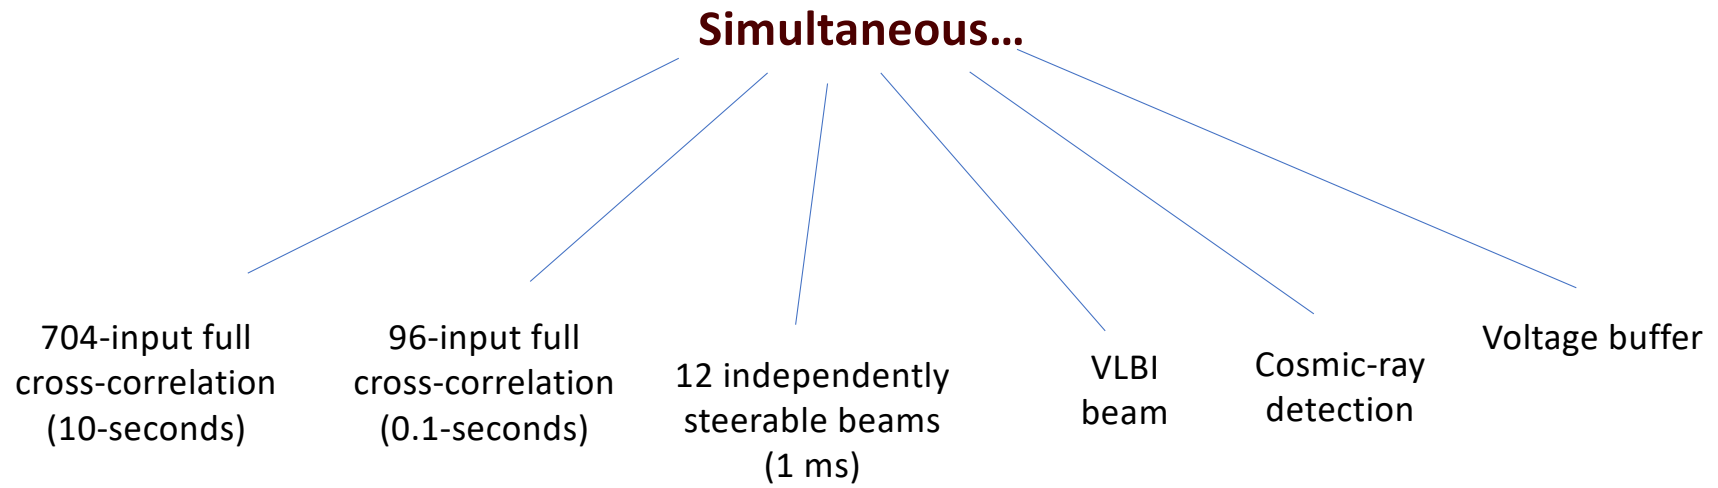 Simultaneous…
704-input full
cross-correlation
(10-seconds)
96-input full
cross-correlation
(0.1-seconds)
12 independently
steerable beams
(1 ms)
VLBI
beam
Cosmic-ray
detection
Voltage buffer